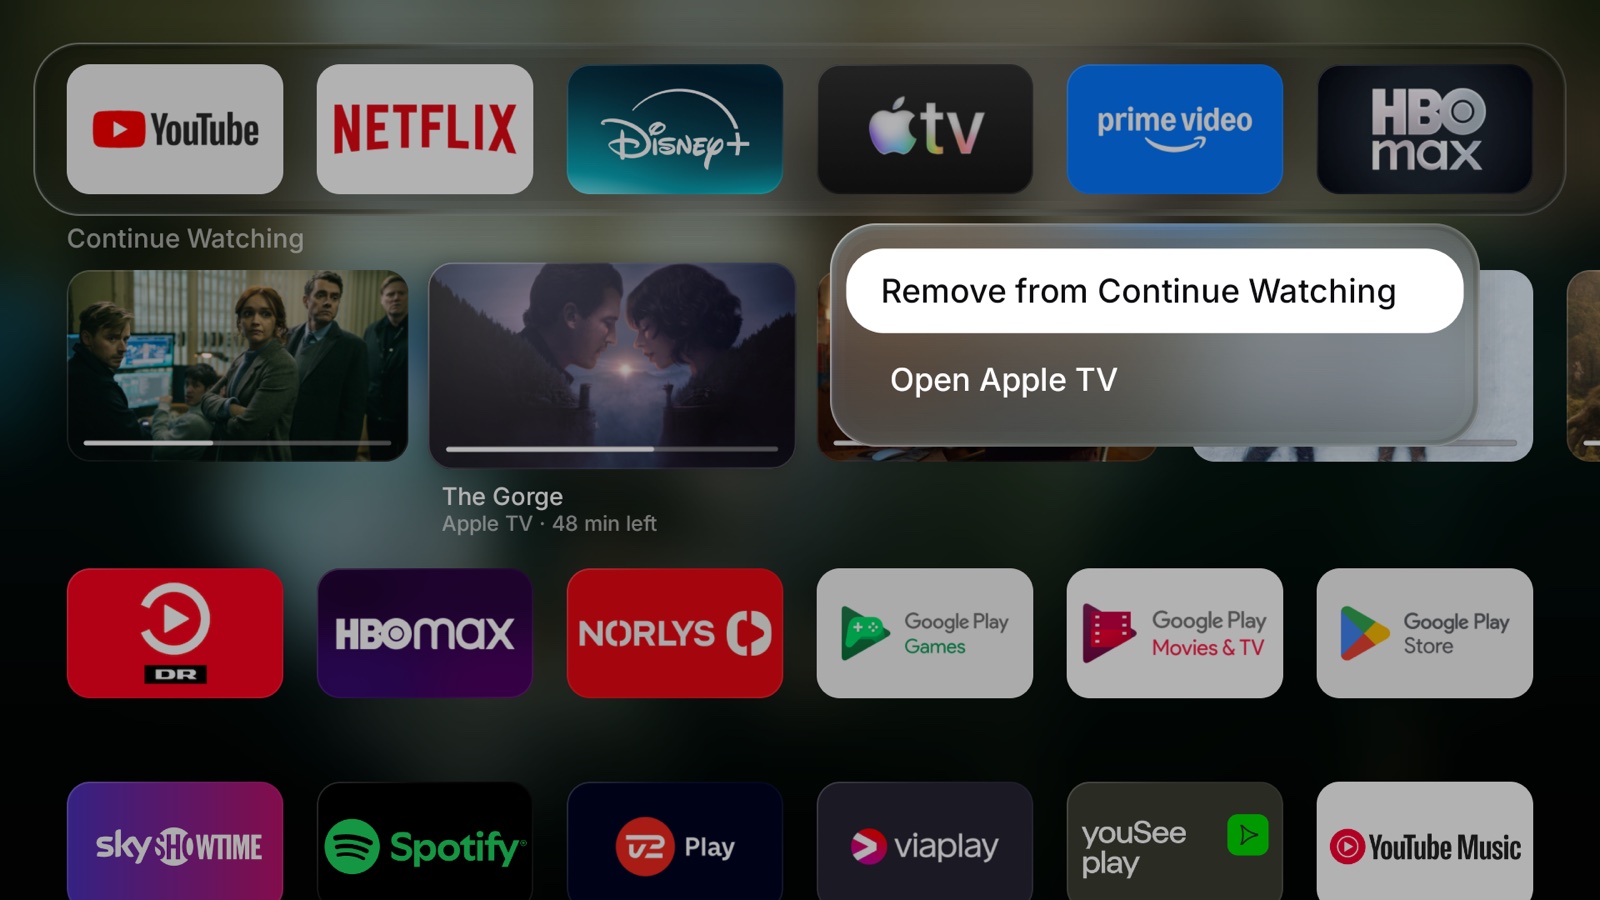 YouTube
NETFLIX
Disney+
tv
prime video
HBO
max
Continue Watching
Remove from Continue Watching
Open Apple TV
The Gorge
Apple TV · 48 min left
DR
HBOmax
NORLYS
Google Play
Games
Google Play
Movies & TV
Google Play
Store
sky SHOWTIME
Spotify®
2 Play
viaplay
youSee
play
YouTube Music